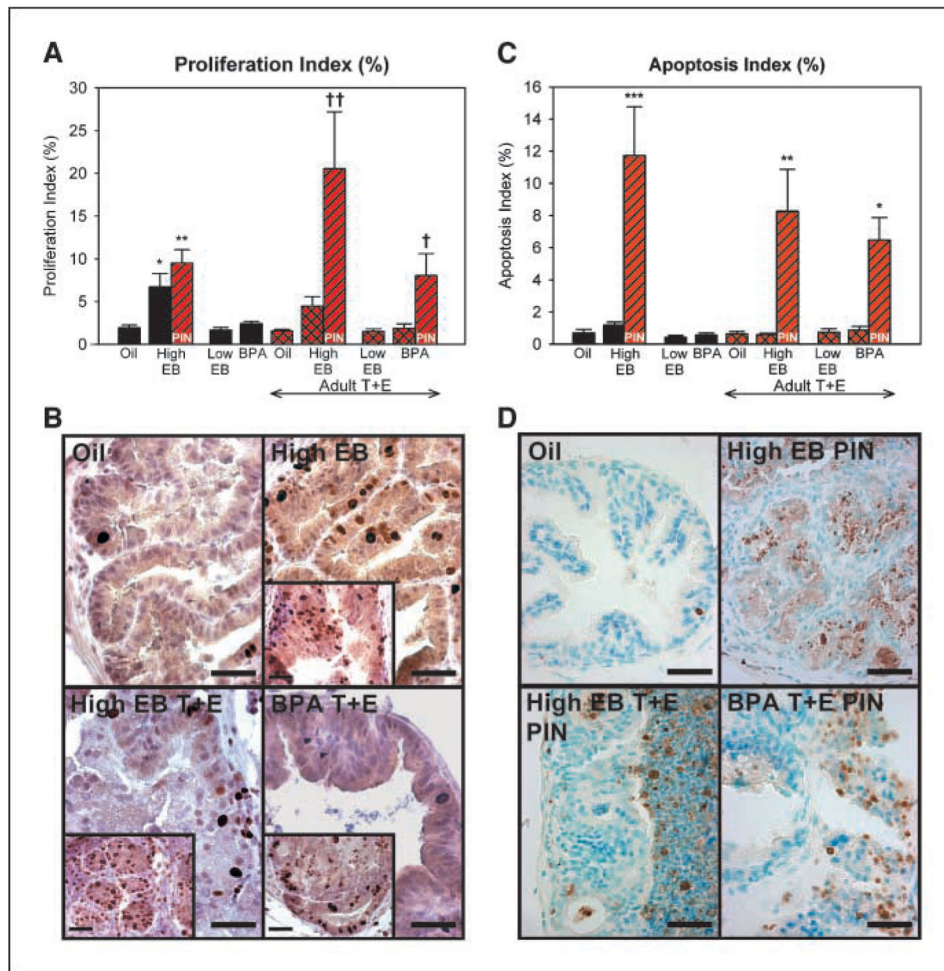 A
Proliferation Index (%)
Proliferation Index (%)
30
25
20
15
10
5
0
*
**
††
†
PIN
PIN
PIN
Oil
High
EB
Low
EB
BPA
Oil
High
EB
Low
EB
BPA
Adult T+E
C
Apoptosis Index (%)
Apoptosis Index (%)
16
14
12
10
8
6
4
2
0
***
**
*
PIN
PIN
PIN
Oil
High
EB
Low
EB
BPA
Oil
High
EB
Low
EB
BPA
Adult T+E
B
Oil
High EB
High EB T+E
BPA T+E
D
Oil
High EB PIN
High EB T+E
PIN
BPA T+E PIN